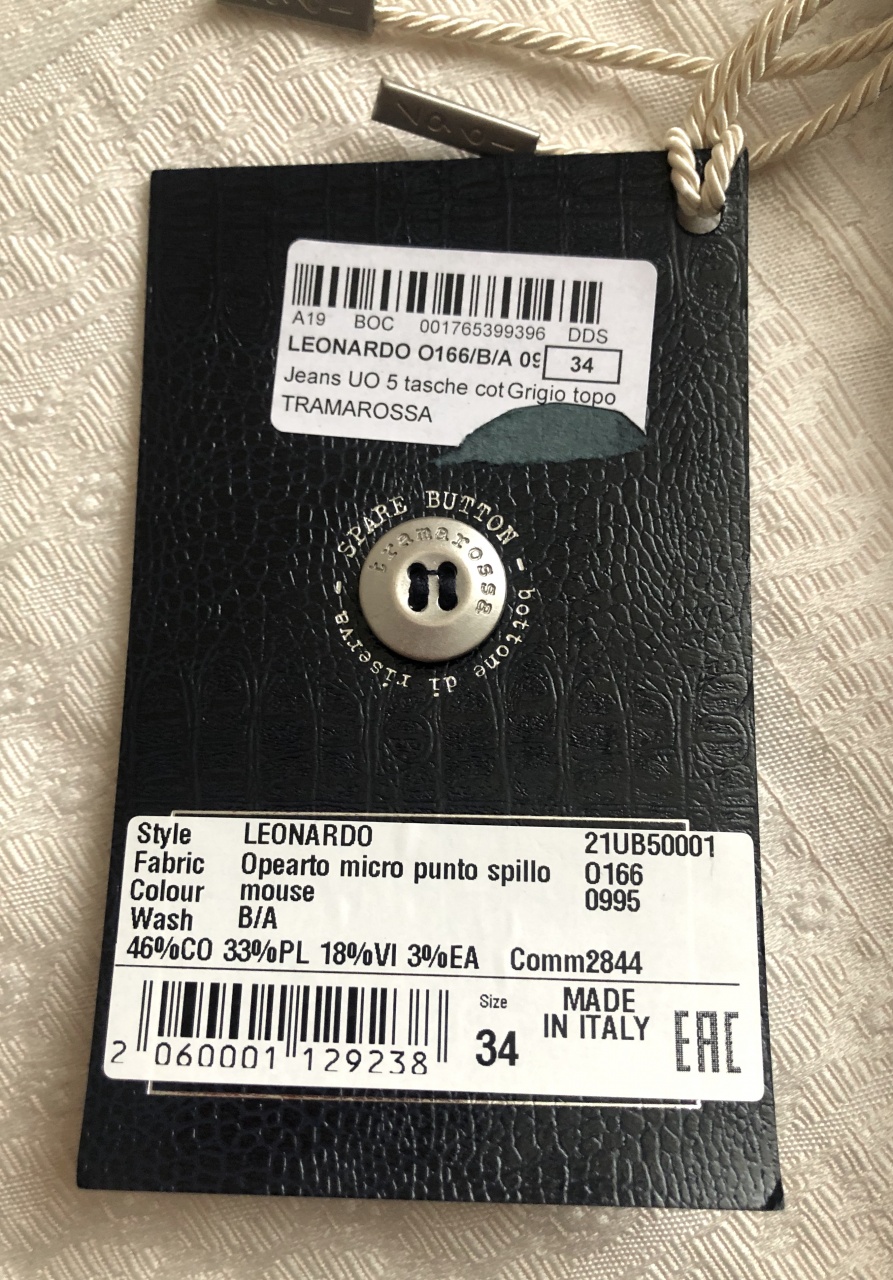 A19 BOC 001765399396 DDS
LEONARDO O166/B/A 09 34
Jeans UO 5 tasche cot Grigio topo
TRAMAROSSA
SPARE BUTTON - bottone di riserva -
tramarossa
Style LEONARDO 21UB50001
Fabric Opearto micro punto spillo O166
Colour mouse 0995
Wash B/A
46%CO 33%PL 18%VI 3%EA Comm2844
Size MADE
34 IN ITALY EAC
2 060001 129238